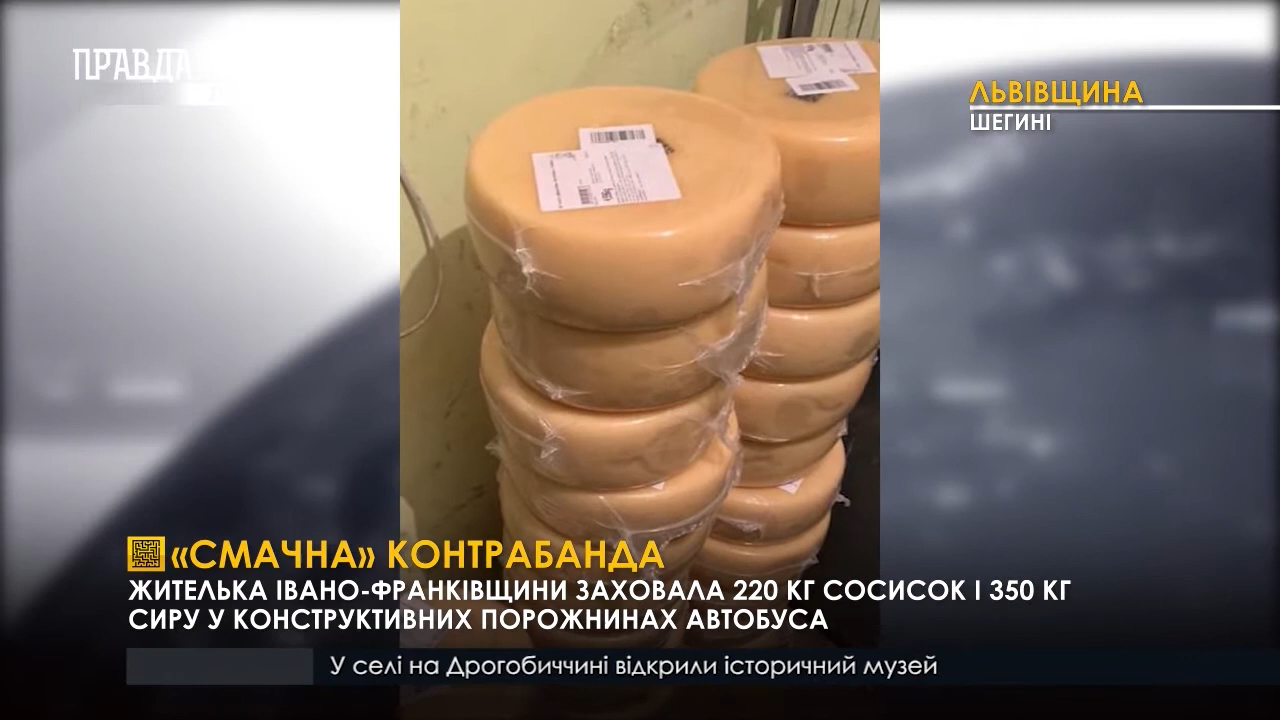 ПРАВДА
ЛЬВІВЩИНА
ШЕГИНІ
«СМАЧНА» КОНТРАБАНДА
ЖИТЕЛЬКА ІВАНО-ФРАНКІВЩИНИ ЗАХОВАЛА 220 КГ СОСИСОК І 350 КГ
СИРУ У КОНСТРУКТИВНИХ ПОРОЖНИНАХ АВТОБУСА
У селі на Дрогобиччині відкрили історичний музей